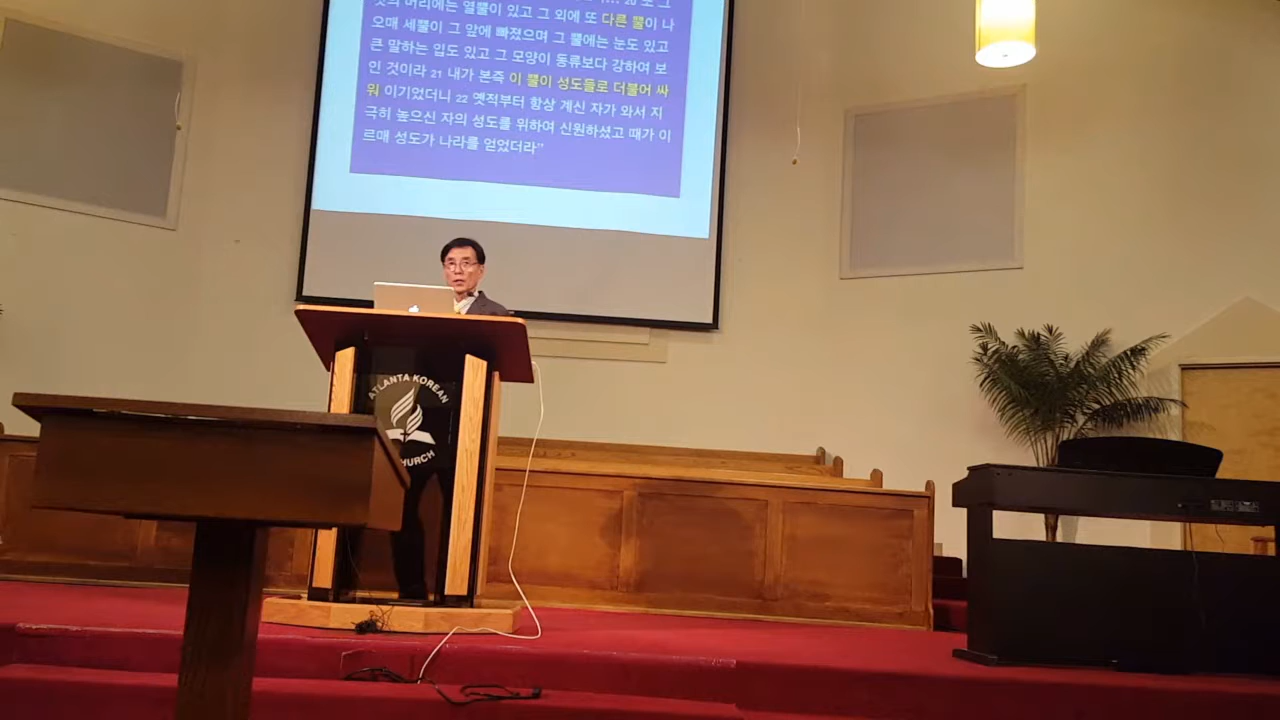 20 또 그
것의 머리에는 열뿔이 있고 그 외에 또 다른 뿔이 나
오매 세뿔이 그 앞에 빠졌으며 그 뿔에는 눈도 있고
큰 말하는 입도 있고 그 모양이 동류보다 강하여 보
인 것이라 21 내가 본즉 이 뿔이 성도들로 더불어 싸
워 이기었더니 22 옛적부터 항상 계신 자가 와서 지
극히 높으신 자의 성도를 위하여 신원하셨고 때가 이
르매 성도가 나라를 얻었더라"
ATLANTA KOREAN
CHURCH